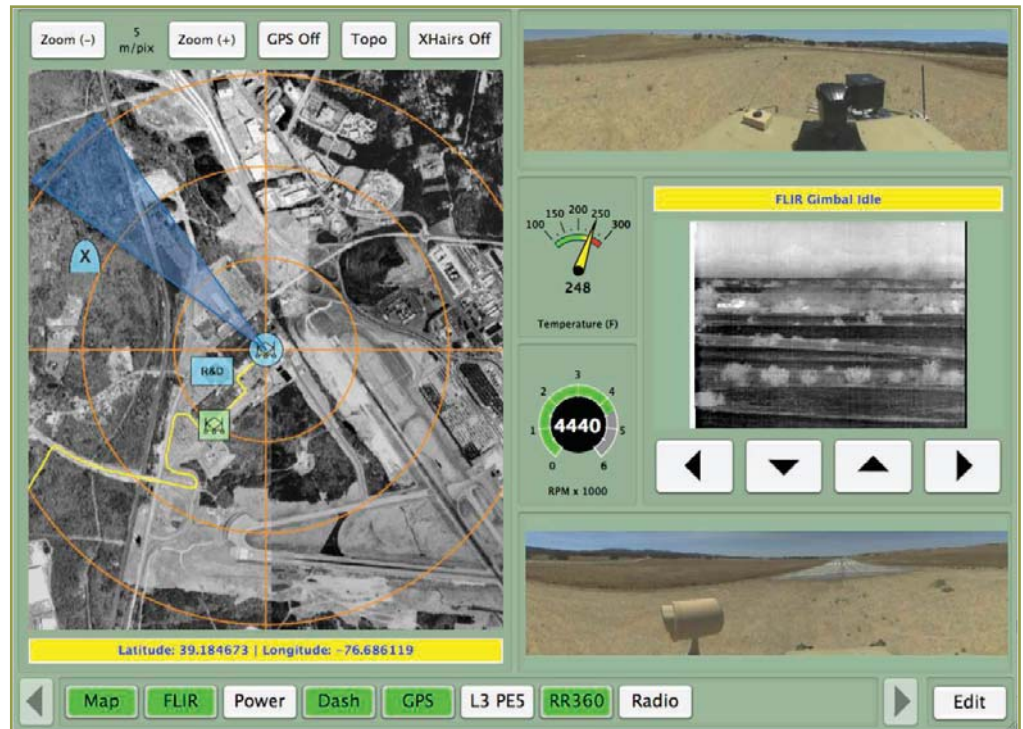 Zoom (-)
5
m/pix
Zoom (+)
GPS Off
Topo
XHairs Off
X
R&D
Latitude: 39.184673 | Longitude: -76.686119
100 150 200 250 300
248
Temperature (F)
0 1 2 3 4 5 6
4440
RPM x 1000
FLIR Gimbal Idle
Map
FLIR
Power
Dash
GPS
L3 PE5
RR360
Radio
Edit